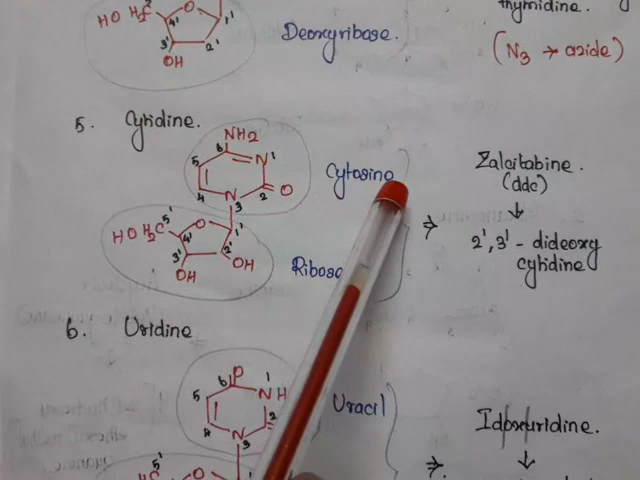 thymidine.
HO H2C 4' O 1'
3' 2'
OH
Deoxyribose.
(N3 → azide)
5. Cytidine.
NH2
6
5 N 1
4 N 2 O
3
Cytosine
HO H2C 5' O 1'
4' 2'
3' OH
OH
Ribose
⇒
Zalcitabine.
(ddc)
↓
2', 3' - dideoxy
cytidine
6. Uridine
O
6 1
5 N H
4 N 2
3
Uracil
5'
C O 1'
⇒
Idoxuridine.
↓